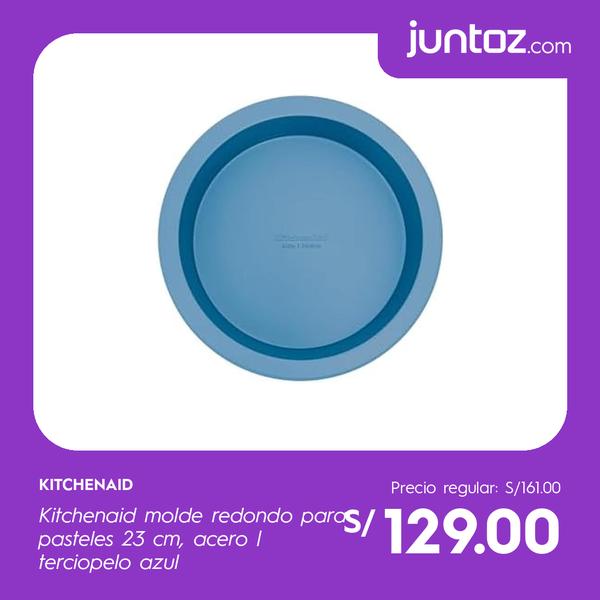 juntoz.com
KitchenAid
KITCHENAID
Precio regular: S/161.00
Kitchenaid molde redondo para
S/ 129.00
pasteles 23 cm, acero |
terciopelo azul